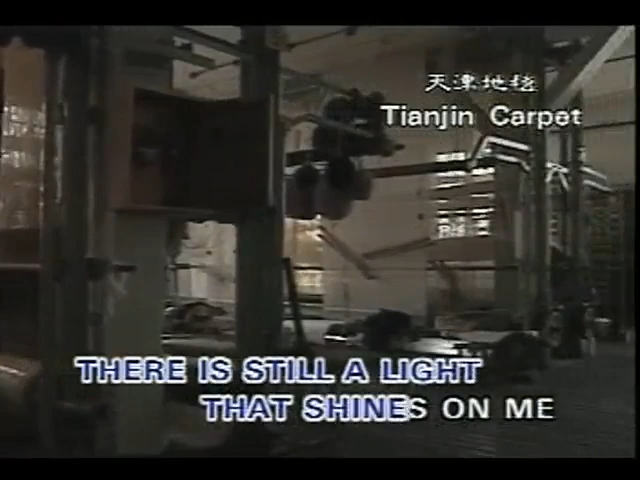 天津地毯
Tianjin Carpet
THERE IS STILL A LIGHT
THAT SHINES ON ME